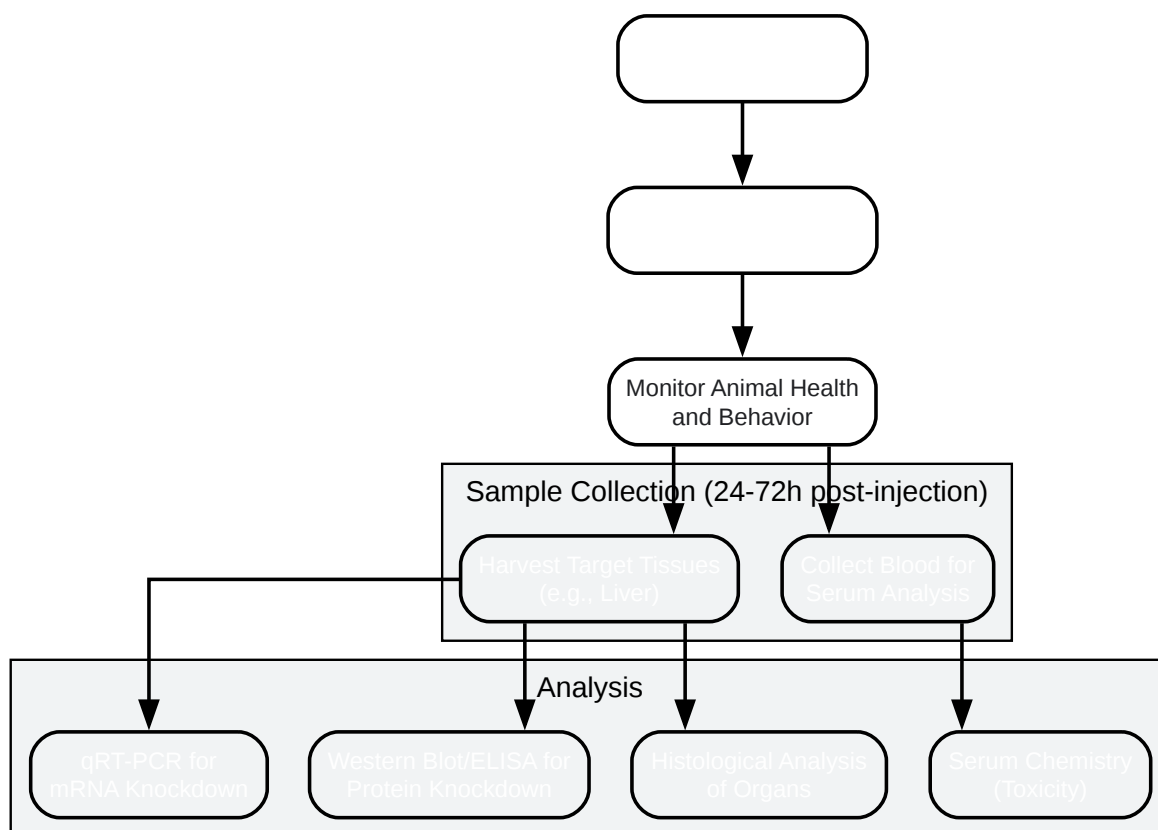 Monitor Animal Health
and Behavior
Sample Collection (24-72h post-injection)
Harvest Target Tissues
(e.g., Liver)
Collect Blood for
Serum Analysis
Analysis
qRT-PCR for
mRNA Knockdown
Western Blot/ELISA for
Protein Knockdown
Histological Analysis
of Organs
Serum Chemistry
(Toxicity)